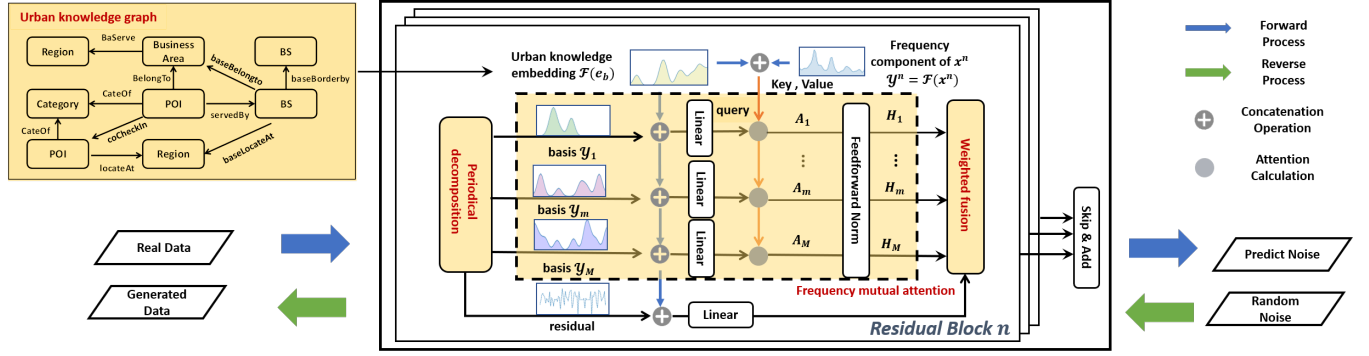 Urban knowledge graph
Region
BaServe
Business
Area
BS
baseBelongto
BelongTo
baseBorderby
Category
CateOf
POI
servedBy
BS
CateOf
coCheckIn
baseLocateAt
POI
locateAt
Region
Real Data
Generated
Data
Urban knowledge
embedding ℱ(e_b)
Frequency
component of x^n
𝒴^n = ℱ(x^n)
Key , Value
Periodical
decomposition
basis 𝒴_1
Linear
query
A_1
H_1
basis 𝒴_m
Linear
⋮
A_m
⋮
H_m
basis 𝒴_M
Linear
A_M
H_M
Feedforward Norm
Weighted fusion
Frequency mutual attention
residual
Linear
Residual Block n
Skip & Add
Forward
Process
Reverse
Process
Concatenation
Operation
Attention
Calculation
Predict Noise
Random
Noise